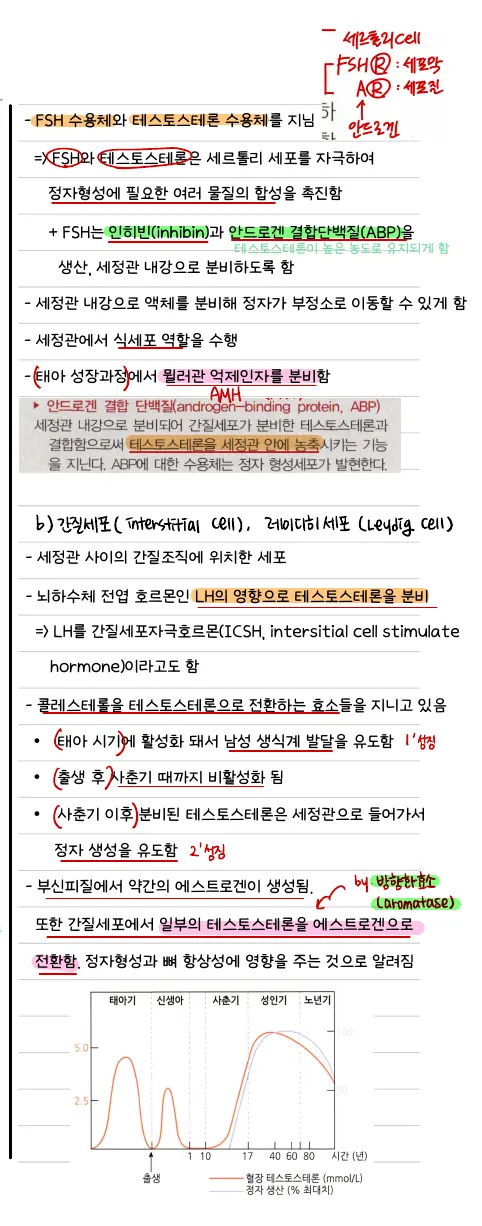 세르톨리cell
FSH Ⓡ : 세포막
A Ⓡ : 세포질
안드로겐
- FSH 수용체와 테스토스테론 수용체를 지님
=> FSH와 테스토스테론은 세르톨리 세포를 자극하여
정자형성에 필요한 여러 물질의 합성을 촉진함
+ FSH는 인히빈(inhibin)과 안드로겐 결합단백질(ABP)을
테스토스테론이 높은 농도로 유지되게 함
생산, 세정관 내강으로 분비하도록 함
- 세정관 내강으로 액체를 분비해 정자가 부정소로 이동할 수 있게 함
- 세정관에서 식세포 역할을 수행
- (태아 성장과정)에서 뮐러관 억제인자를 분비함
AMH
▶ 안드로겐 결합 단백질(androgen-binding protein, ABP)
세정관 내강으로 분비되어 간질세포가 분비한 테스토스테론과
결합함으로써 테스토스테론을 세정관 안에 농축시키는 기능
을 지닌다. ABP에 대한 수용체는 정자 형성세포가 발현한다.
b) 간질세포( interstitial cell), 레이디히 세포 (Leydig cell)
- 세정관 사이의 간질조직에 위치한 세포
- 뇌하수체 전엽 호르몬인 LH의 영향으로 테스토스테론을 분비
=> LH를 간질세포자극호르몬(ICSH, intersitial cell stimulate
hormone)이라고도 함
- 콜레스테롤을 테스토스테론으로 전환하는 효소들을 지니고 있음
• (태아 시기)에 활성화 돼서 남성 생식계 발달을 유도함 1'성징
• (출생 후)사춘기 때까지 비활성화 됨
• (사춘기 이후)분비된 테스토스테론은 세정관으로 들어가서
정자 생성을 유도함 2'성징
- 부신피질에서 약간의 에스트로겐이 생성됨.
by 방향화효소
(aromatase)
또한 간질세포에서 일부의 테스토스테론을 에스트로겐으로
전환함. 정자형성과 뼈 항상성에 영향을 주는 것으로 알려짐
태아기 신생아 사춘기 성인기 노년기
100
5.0
50
2.5
1 10 17 40 60 80 시간 (년)
출생
혈장 테스토스테론 (mmol/L)
정자 생산 (% 최대치)